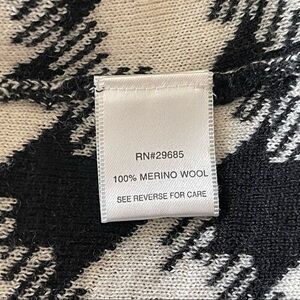 RN#29685
100% MERINO WOOL
SEE REVERSE FOR CARE